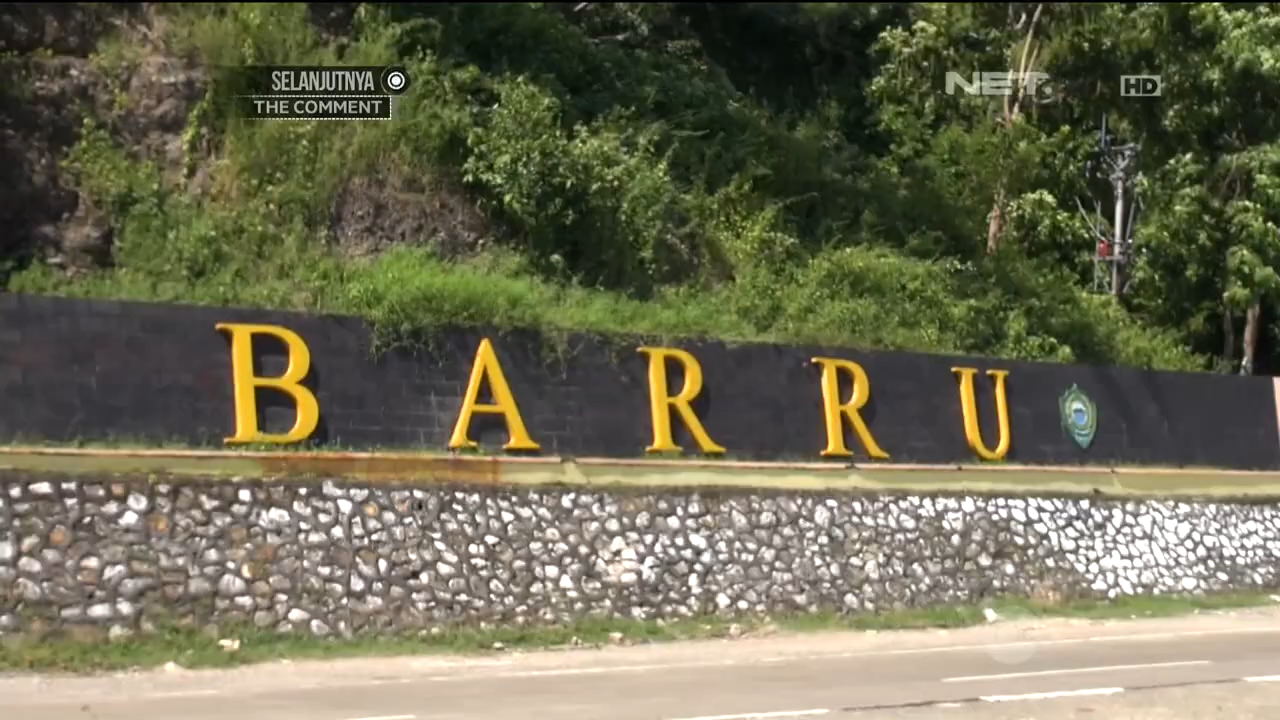 SELANJUTNYA
THE COMMENT
NET.
HD
BARRU